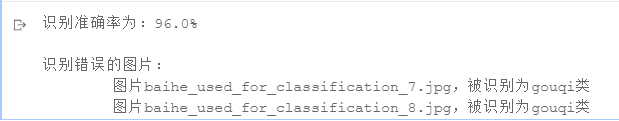 识别准确率为：96.0%
识别错误的图片：
图片baihe_used_for_classification_7.jpg，被识别为gouqi类
图片baihe_used_for_classification_8.jpg，被识别为gouqi类